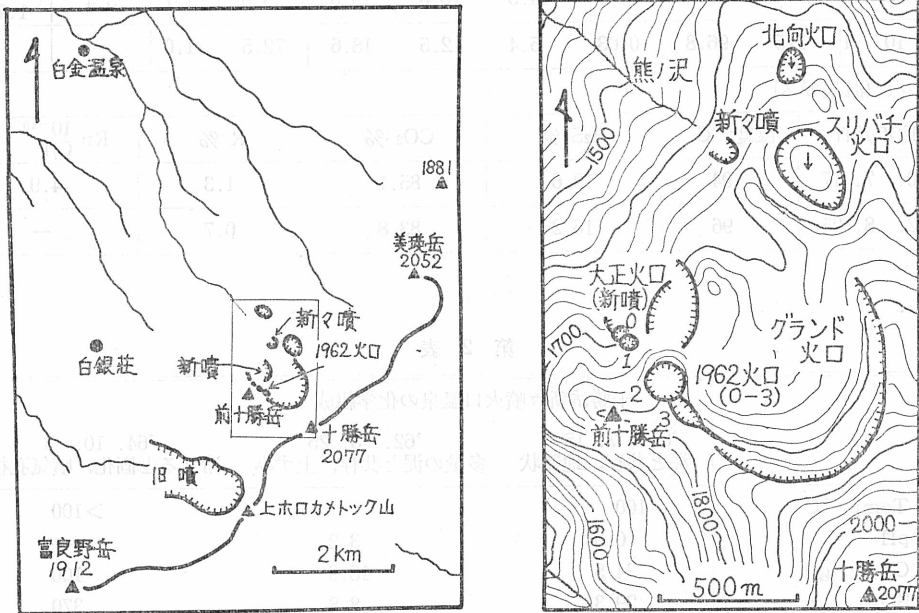 白金温泉
1881
美瑛岳
2052
新々噴
1962火口
新噴
白銀荘
前十勝岳
十勝岳
2077
旧噴
上ホロカメトック山
富良野岳
1912
2km
北向火口
熊ノ沢
新々噴
スリバチ
火口
1500
大正火口
(新噴)
グランド
火口
0
1700
1
1962火口
(0-3)
2
3
前十勝岳
1800
1600
2000
十勝岳
2077
500m